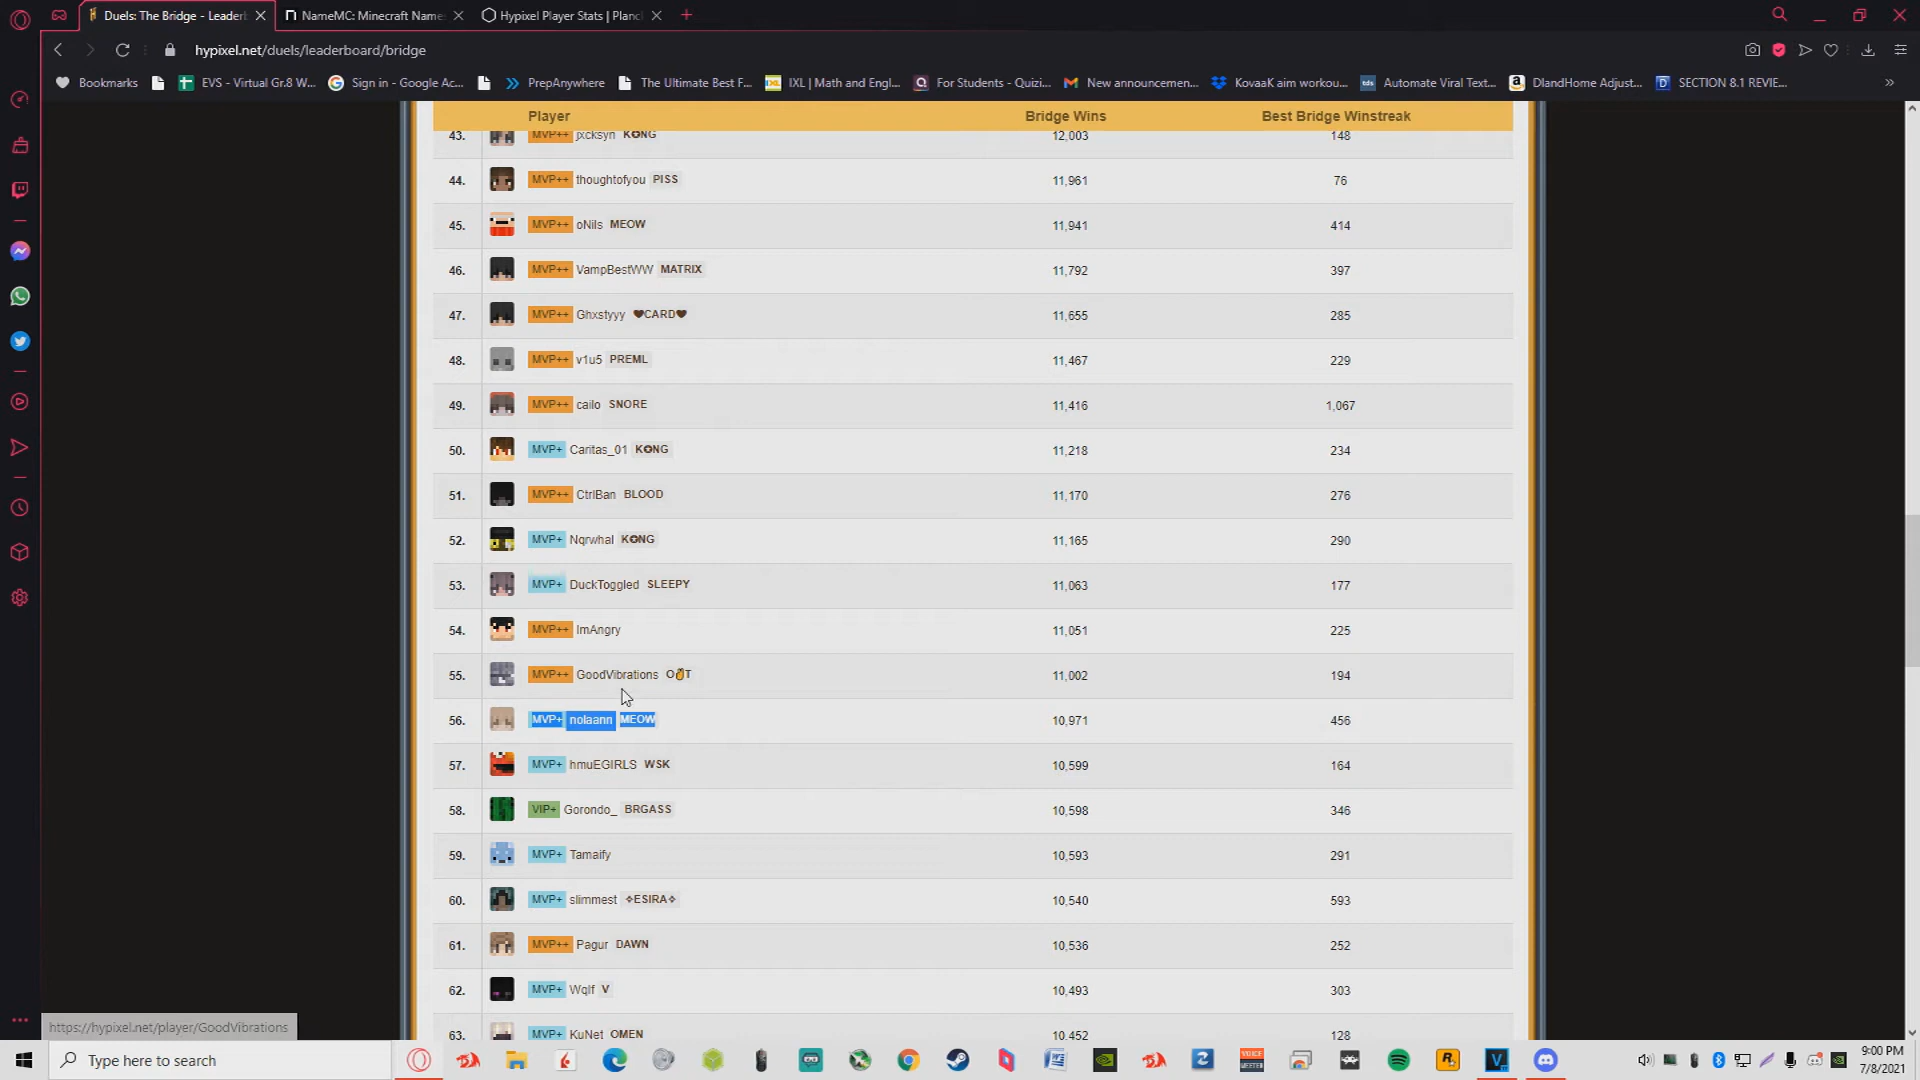 Duels: The Bridge - Leaderb
NameMC: Minecraft Name
Hypixel Player Stats | Planc
hypixel.net/duels/leaderboard/bridge
Bookmarks
EVS - Virtual Gr.8 W...
Sign in - Google Ac...
PrepAnywhere
The Ultimate Best F...
IXL | Math and Engl...
For Students - Quizi...
New announcemen...
KovaaK aim workou...
Automate Viral Text...
DlandHome Adjust...
SECTION 8.1 REVIE...
Player Bridge Wins Best Bridge Winstreak
43. MVP++ jxcksyn KONG 12,003 148
44. MVP++ thoughtofyou PISS 11,961 76
45. MVP++ oNils MEOW 11,941 414
46. MVP++ VampBestWW MATRIX 11,792 397
47. MVP++ Ghxstyyy ♥CARD♥ 11,655 285
48. MVP++ v1u5 PREML 11,467 229
49. MVP++ cailo SNORE 11,416 1,067
50. MVP+ Caritas_01 K✪NG 11,218 234
51. MVP++ CtrlBan BLOOD 11,170 276
52. MVP+ Nqrwhal K✪NG 11,165 290
53. MVP+ DuckToggled SLEEPY 11,063 177
54. MVP++ ImAngry 11,051 225
55. MVP++ GoodVibrations O✌T 11,002 194
56. MVP+ nolaann MEOW 10,971 456
57. MVP+ hmuEGIRLS WSK 10,599 164
58. VIP+ Gorondo_ BRGASS 10,598 346
59. MVP+ Tamaify 10,593 291
60. MVP+ slimmest ✧ESIRA✧ 10,540 593
61. MVP++ Pagur DAWN 10,536 252
62. MVP+ Wqlf V 10,493 303
63. MVP+ KuNet OMEN 10,452 128
https://hypixel.net/player/GoodVibrations
Type here to search
9:00 PM
7/8/2021